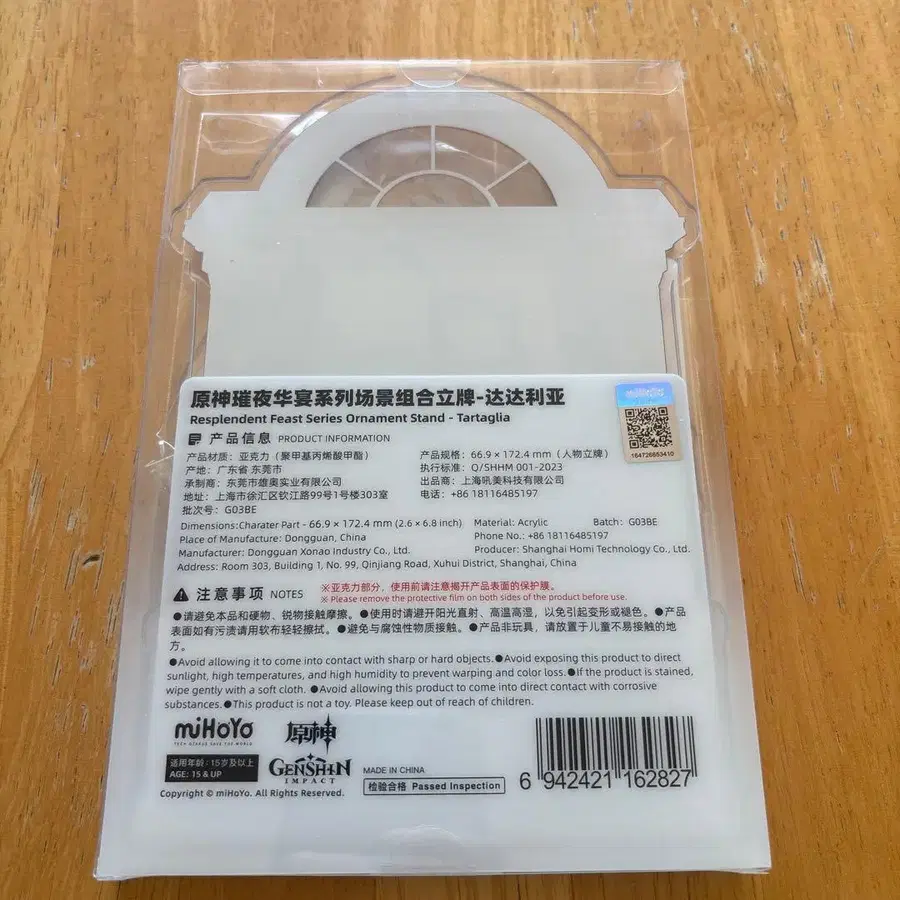 原神璀夜华宴系列场景组合立牌-达达利亚
Resplendent Feast Series Ornament Stand - Tartaglia
miHoYo
164726653410
产品信息 PRODUCT INFORMATION
产品材质：亚克力（聚甲基丙烯酸甲酯）
产品规格：66.9 × 172.4 mm（人物立牌）
产地：广东省 东莞市
执行标准：Q/SHHM 001-2023
承制商：东莞市雄奥实业有限公司
出品商：上海吼美科技有限公司
地址：上海市徐汇区钦江路99号1号楼303室
电话：+86 18116485197
批次号：G03BE
Dimensions:Charater Part - 66.9 × 172.4 mm (2.6 × 6.8 inch)
Material: Acrylic
Batch: G03BE
Place of Manufacture: Dongguan, China
Phone No.: +86 18116485197
Manufacturer: Dongguan Xonao Industry Co., Ltd.
Producer: Shanghai Homi Technology Co., Ltd.
Address: Room 303, Building 1, No. 99, Qinjiang Road, Xuhui District, Shanghai, China
注意事项 NOTES
※亚克力部分，使用前请注意揭开产品表面的保护膜。
※ Please remove the protective film on both sides of the product before use.
●请避免本品和硬物、锐物接触摩擦。●使用时请避开阳光直射、高温高湿，以免引起变形或褪色。●产品
表面如有污渍请用软布轻轻擦拭。●避免与腐蚀性物质接触。●产品非玩具，请放置于儿童不易接触的地
方。
●Avoid allowing it to come into contact with sharp or hard objects.●Avoid exposing this product to direct
sunlight, high temperatures, and high humidity to prevent warping and color loss.●If the product is stained,
wipe gently with a soft cloth. ●Avoid allowing this product to come into direct contact with corrosive
substances.●This product is not a toy. Please keep out of reach of children.
miHoYo
TECH OTAKUS SAVE THE WORLD
原神
GENSHIN
IMPACT
适用年龄：15岁及以上
AGE: 15 & UP
MADE IN CHINA
检验合格 Passed Inspection
6 942421 162827
Copyright © miHoYo. All Rights Reserved.